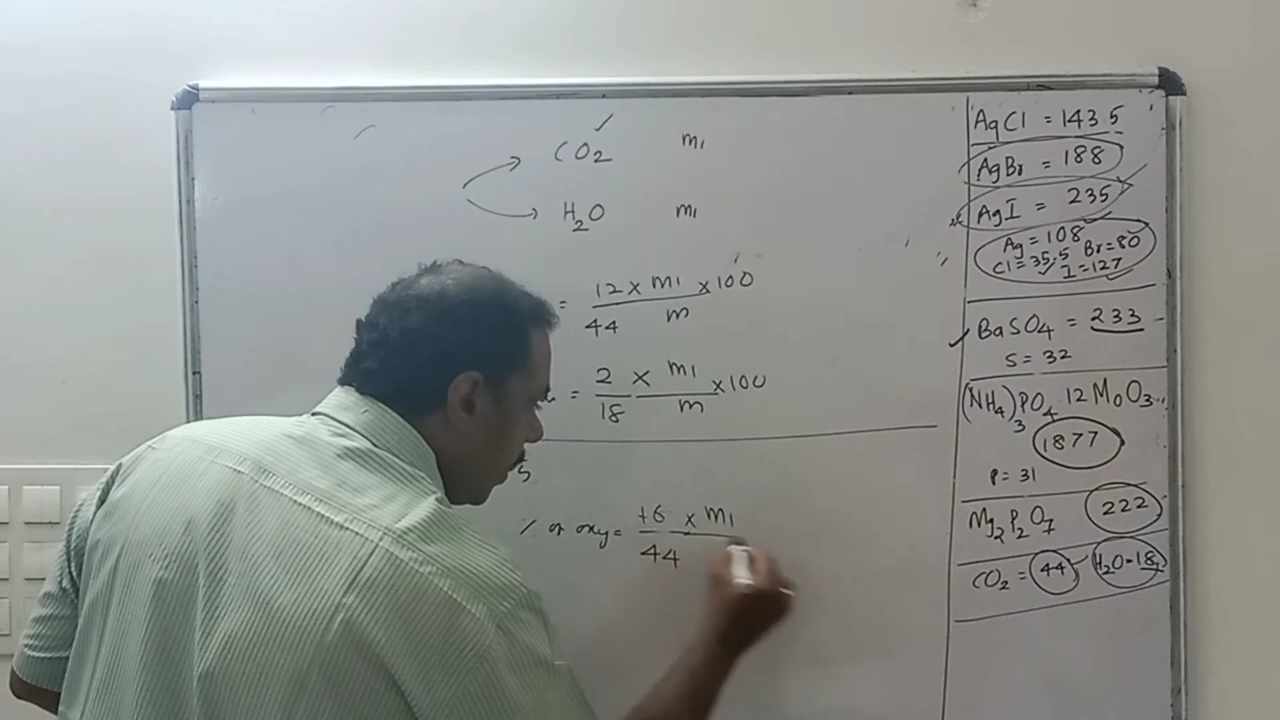 CO2 m1
H2O m1
= 12 x m1 x 100
44 m
= 2 x m1 x 100
18 m
S
% of oxy = 16 x m1
44
AgCl = 143 5
AgBr = 188
AgI = 235
Ag = 108
Cl = 35.5 Br = 80
I = 127
BaSO4 = 233
S = 32
(NH4)3PO4 12 MoO3
1877
P = 31
Mg2P2O7 222
CO2 = 44 H2O = 18